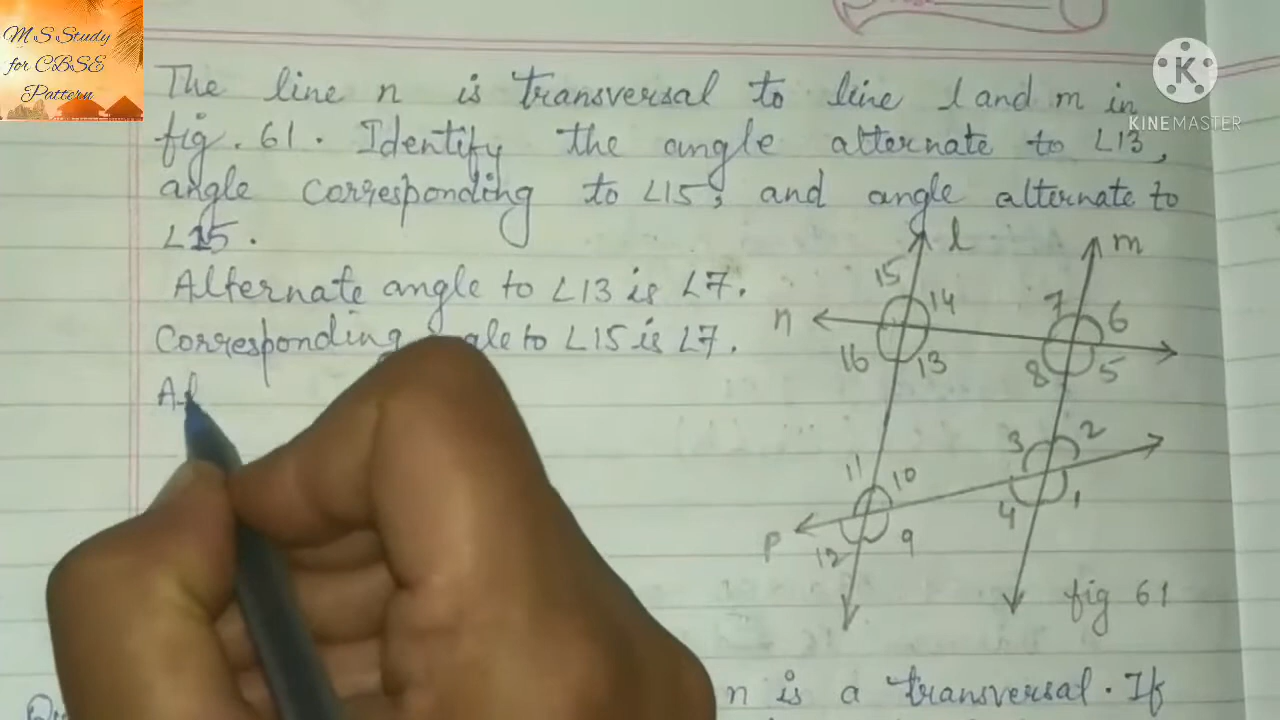 M S Study
for CBSE
Pattern
KINEMASTER
The line n is transversal to line l and m in
fig. 61. Identify the angle alternate to ∠13,
angle corresponding to ∠15, and angle alternate to
∠15.
Alternate angle to ∠13 is ∠7.
Corresponding angle to ∠15 is ∠7.
Al
l
m
15
14
7
6
n
16
13
8
5
3
2
11
10
4
1
p
12
9
fig 61
n is a transversal. If